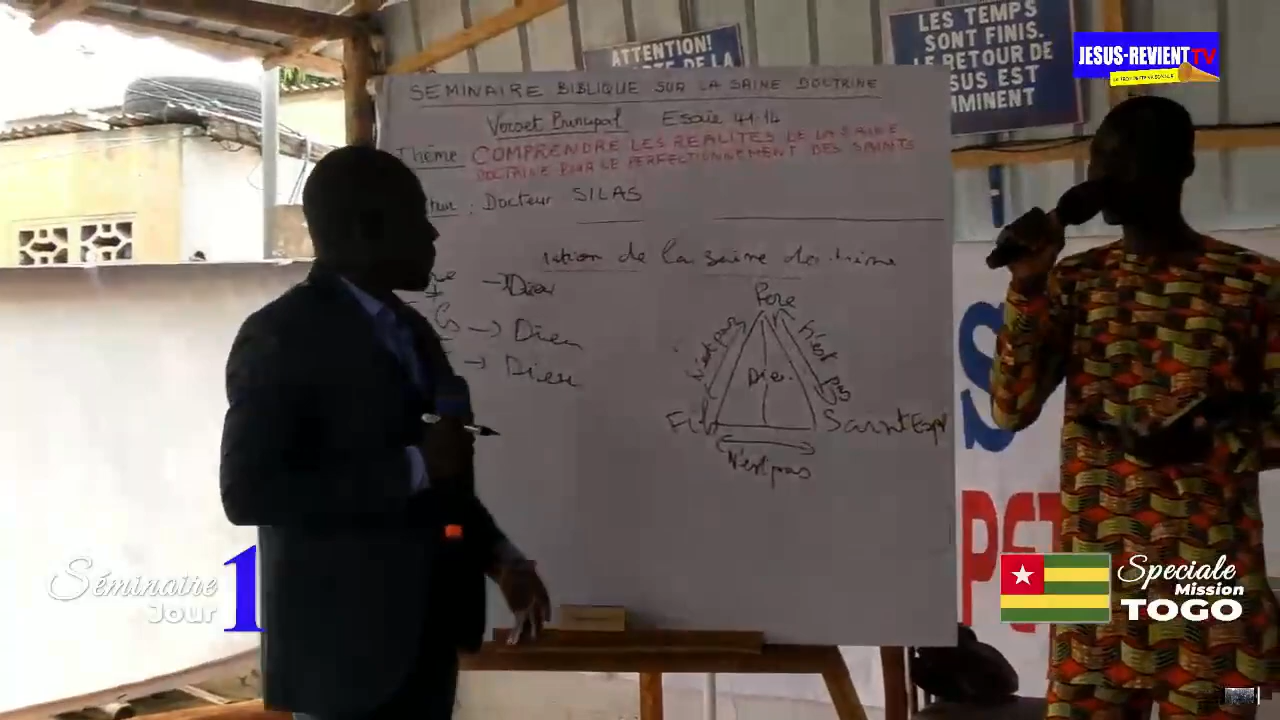 ATTENTION!
LES TEMPS
SONT FINIS.
LE RETOUR DE
SUS EST
MMINENT
JESUS-REVIENT TV
SEMINAIRE BIBLIQUE SUR LA SAINE DOCTRINE
Verset Principal Esaie 41:14
Thème: COMPRENDRE LES REALITES DE LA SAINE
DOCTRINE POUR LE PERFECTIONNEMENT DES SAINTS
: Docteur SILAS
de la saine doctrine
→ Dieu
→ Dieu
→ Dieu
Père
N'est pas
N'est pas
Dieu
Fils
Saint Esp
N'est pas
Séminaire
Jour 1
Speciale
Mission
TOGO